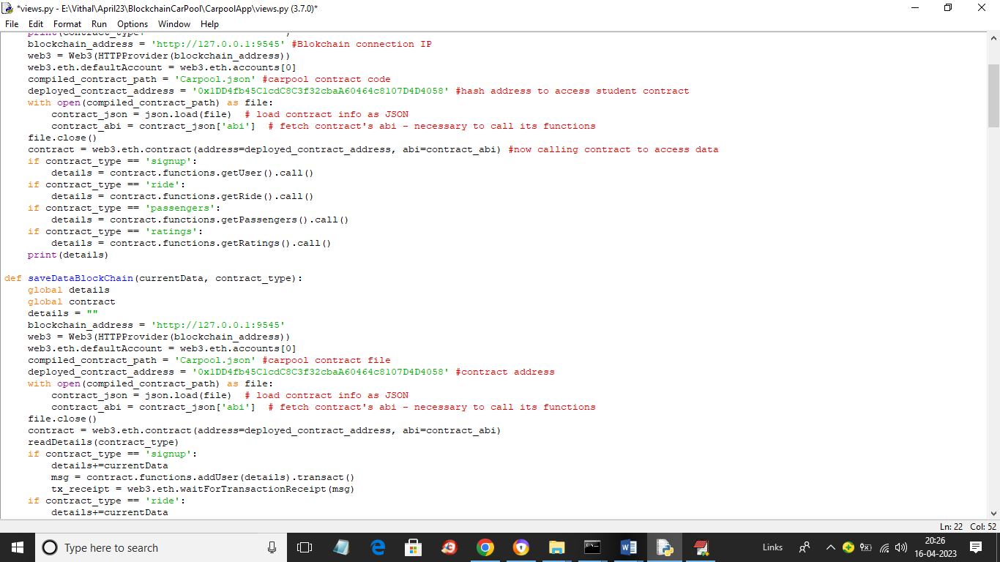 *views.py - E:\Vithal\April23\BlockchainCarPool\CarpoolApp\views.py (3.7.0)*
File Edit Format Run Options Window Help
print(contract_type+
    blockchain_address = 'http://127.0.0.1:9545' #Blokchain connection IP
    web3 = Web3(HTTPProvider(blockchain_address))
    web3.eth.defaultAccount = web3.eth.accounts[0]
    compiled_contract_path = 'Carpool.json' #carpool contract code
    deployed_contract_address = '0x1DD4fb45C1cdC8C3f32cbaA60464c8107D4D4058' #hash address to access student contract
    with open(compiled_contract_path) as file:
        contract_json = json.load(file)  # load contract info as JSON
        contract_abi = contract_json['abi']  # fetch contract's abi - necessary to call its functions
    file.close()
    contract = web3.eth.contract(address=deployed_contract_address, abi=contract_abi) #now calling contract to access data
    if contract_type == 'signup':
        details = contract.functions.getUser().call()
    if contract_type == 'ride':
        details = contract.functions.getRide().call()
    if contract_type == 'passengers':
        details = contract.functions.getPassengers().call()
    if contract_type == 'ratings':
        details = contract.functions.getRatings().call()
    print(details)
def saveDataBlockChain(currentData, contract_type):
    global details
    global contract
    details = ""
    blockchain_address = 'http://127.0.0.1:9545'
    web3 = Web3(HTTPProvider(blockchain_address))
    web3.eth.defaultAccount = web3.eth.accounts[0]
    compiled_contract_path = 'Carpool.json' #carpool contract file
    deployed_contract_address = '0x1DD4fb45C1cdC8C3f32cbaA60464c8107D4D4058' #contract address
    with open(compiled_contract_path) as file:
        contract_json = json.load(file)  # load contract info as JSON
        contract_abi = contract_json['abi']  # fetch contract's abi - necessary to call its functions
    file.close()
    contract = web3.eth.contract(address=deployed_contract_address, abi=contract_abi)
    readDetails(contract_type)
    if contract_type == 'signup':
        details+=currentData
        msg = contract.functions.addUser(details).transact()
        tx_receipt = web3.eth.waitForTransactionReceipt(msg)
    if contract_type == 'ride':
        details+=currentData
Ln: 22 Col: 52
Type here to search
Links
20:26
16-04-2023